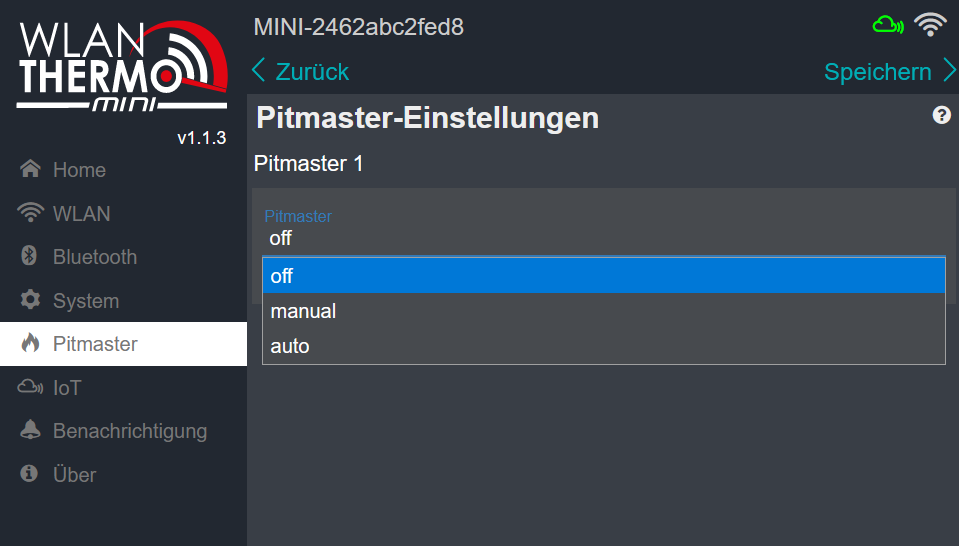 WLAN
THERMO
MINI
v1.1.3
Home
WLAN
Bluetooth
System
Pitmaster
IoT
Benachrichtigung
Über
MINI-2462abc2fed8
Zurück
Speichern
Pitmaster-Einstellungen
Pitmaster 1
Pitmaster
off
off
manual
auto